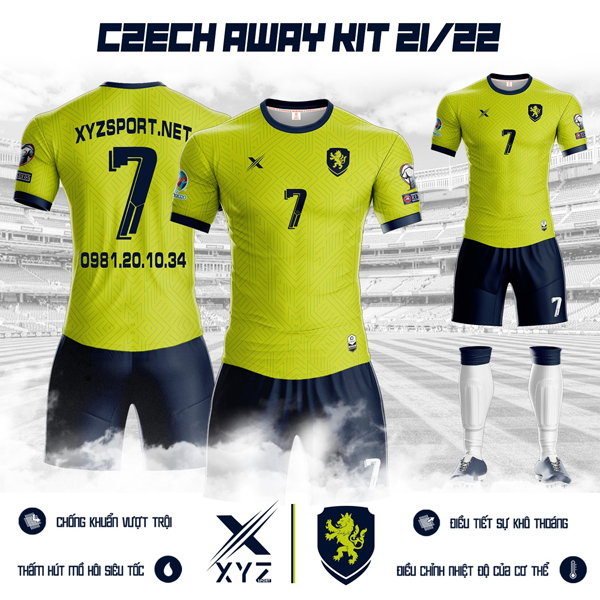 CZECH AWAY KIT 21/22
XYZSPORT.NET
7
0981.20.10.34
7
7
7
7
CHỐNG KHUẨN VƯỢT TRỘI
THẤM HÚT MỒ HÔI SIÊU TỐC
XYZ
SPORT
ĐIỀU TIẾT SỰ KHÔ THOÁNG
ĐIỀU CHỈNH NHIỆT ĐỘ CỦA CƠ THỂ